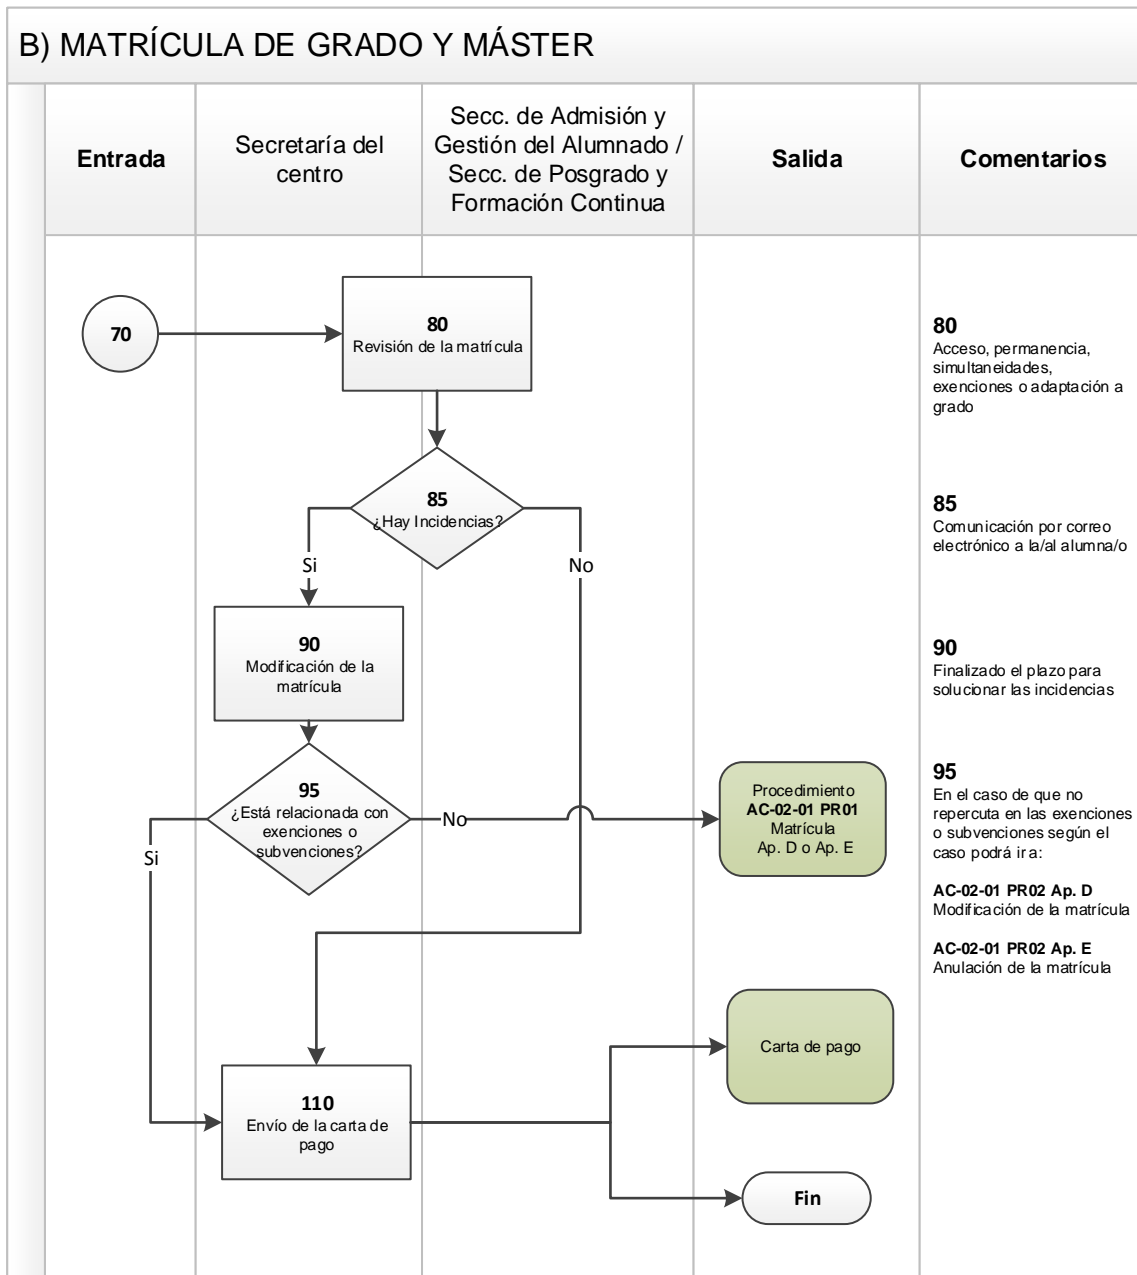 B) MATRÍCULA DE GRADO Y MÁSTER
Entrada
Secretaría del
centro
Secc. de Admisión y
Gestión del Alumnado /
Secc. de Posgrado y
Formación Continua
Salida
Comentarios
70
80
Revisión de la matrícula
85
¿Hay Incidencias?
Si
No
90
Modificación de la
matrícula
95
¿Está relacionada con
exenciones o
subvenciones?
No
Si
Procedimiento
AC-02-01 PR01
Matrícula
Ap. D o Ap. E
110
Envío de la carta de
pago
Carta de pago
Fin
80
Acceso, permanencia,
simultaneidades,
exenciones o adaptación a
grado
85
Comunicación por correo
electrónico a la/al alumna/o
90
Finalizado el plazo para
solucionar las incidencias
95
En el caso de que no
repercuta en las exenciones
o subvenciones según el
caso podrá ir a:
AC-02-01 PR02 Ap. D
Modificación de la matrícula
AC-02-01 PR02 Ap. E
Anulación de la matrícula